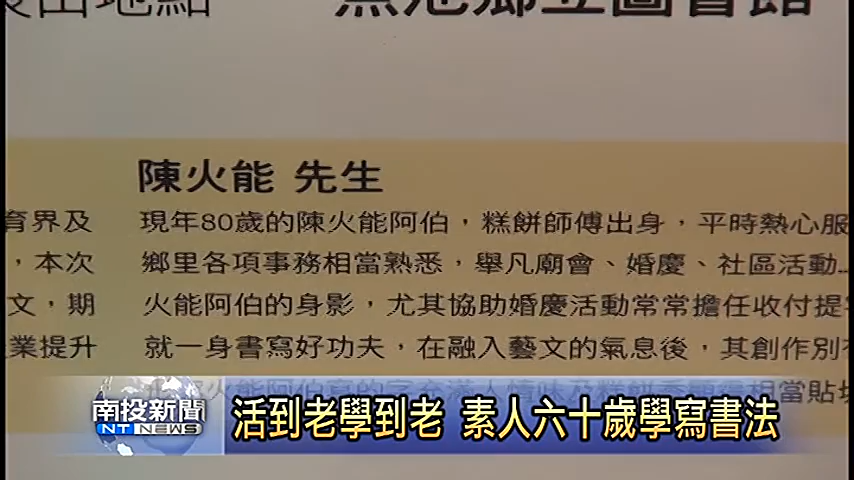 魚池鄉立圖書館
陳火能 先生
育界及 現年80歲的陳火能阿伯，糕餅師傅出身，平時熱心服
，本次 鄉里各項事務相當熟悉，舉凡廟會、婚慶、社區活動
文，期 火能阿伯的身影，尤其協助婚慶活動常常擔任收付提
業提升 就一身書寫好功夫，在融入藝文的氣息後，其創作別
南投新聞
NT NEWS
活到老學到老 素人六十歲學寫書法